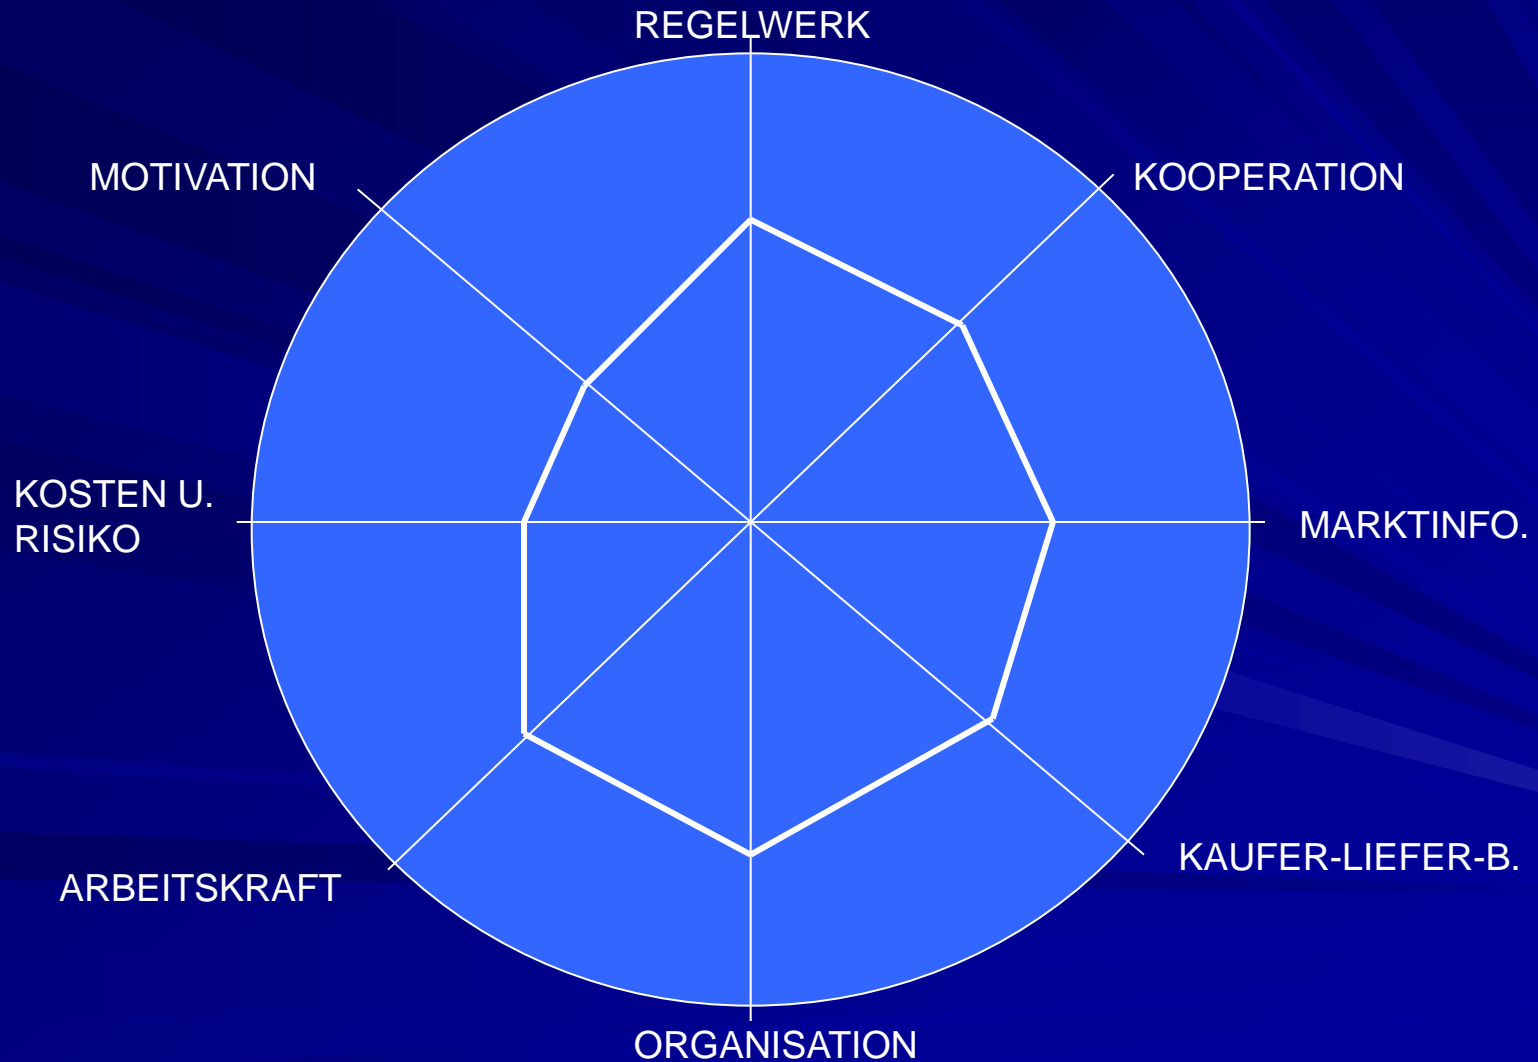 REGELWERK
MOTIVATION
KOOPERATION
KOSTEN U.
RISIKO
MARKTINFO.
KAUFER-LIEFER-B.
ARBEITSKRAFT
ORGANISATION